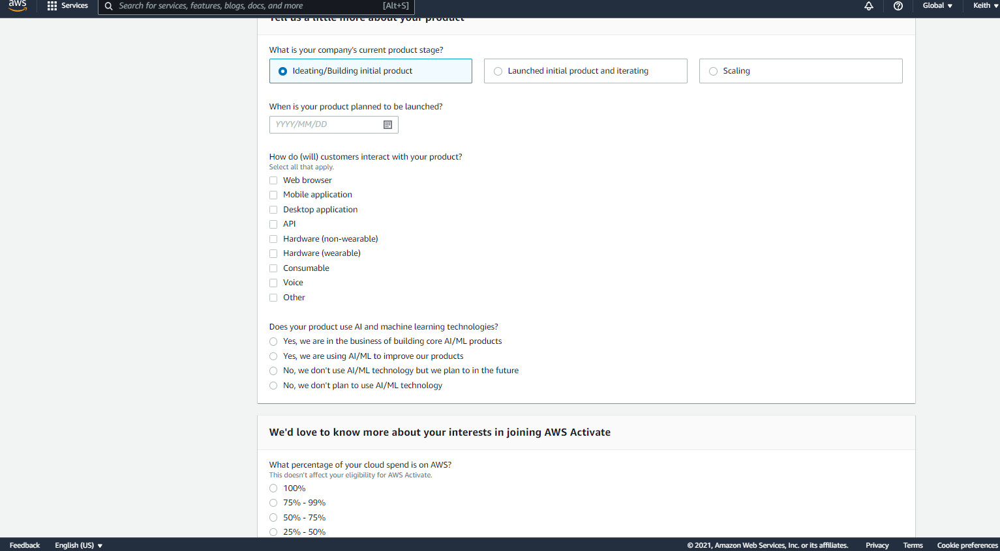 aws Services Search for services, features, blogs, docs, and more [Alt+S] Global Keith
Tell us a little more about your product
What is your company's current product stage?
Ideating/Building initial product Launched initial product and iterating Scaling
When is your product planned to be launched?
YYYY/MM/DD
How do (will) customers interact with your product?
Select all that apply.
Web browser
Mobile application
Desktop application
API
Hardware (non-wearable)
Hardware (wearable)
Consumable
Voice
Other
Does your product use AI and machine learning technologies?
Yes, we are in the business of building core AI/ML products
Yes, we are using AI/ML to improve our products
No, we don't use AI/ML technology but we plan to in the future
No, we don't plan to use AI/ML technology
We'd love to know more about your interests in joining AWS Activate
What percentage of your cloud spend is on AWS?
This doesn't affect your eligibility for AWS Activate.
100%
75% - 99%
50% - 75%
25% - 50%
Feedback English (US) © 2021, Amazon Web Services, Inc. or its affiliates. Privacy Terms Cookie preferences